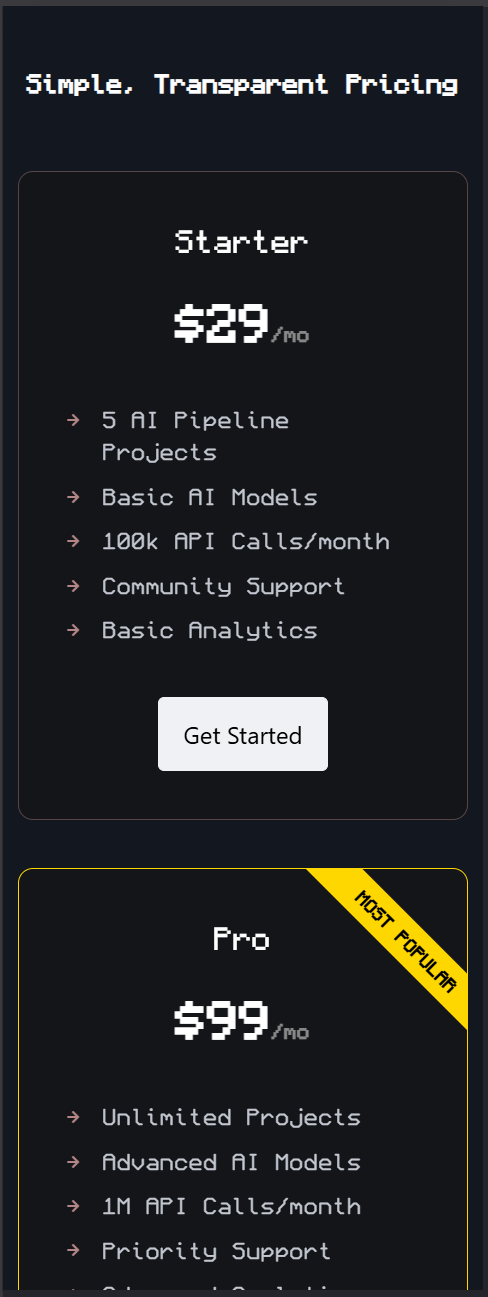 Simple, Transparent Pricing
Starter
$29/mo
→ 5 AI Pipeline
Projects
→ Basic AI Models
→ 100k API Calls/month
→ Community Support
→ Basic Analytics
Get Started
MOST POPULAR
Pro
$99/mo
→ Unlimited Projects
→ Advanced AI Models
→ 1M API Calls/month
→ Priority Support